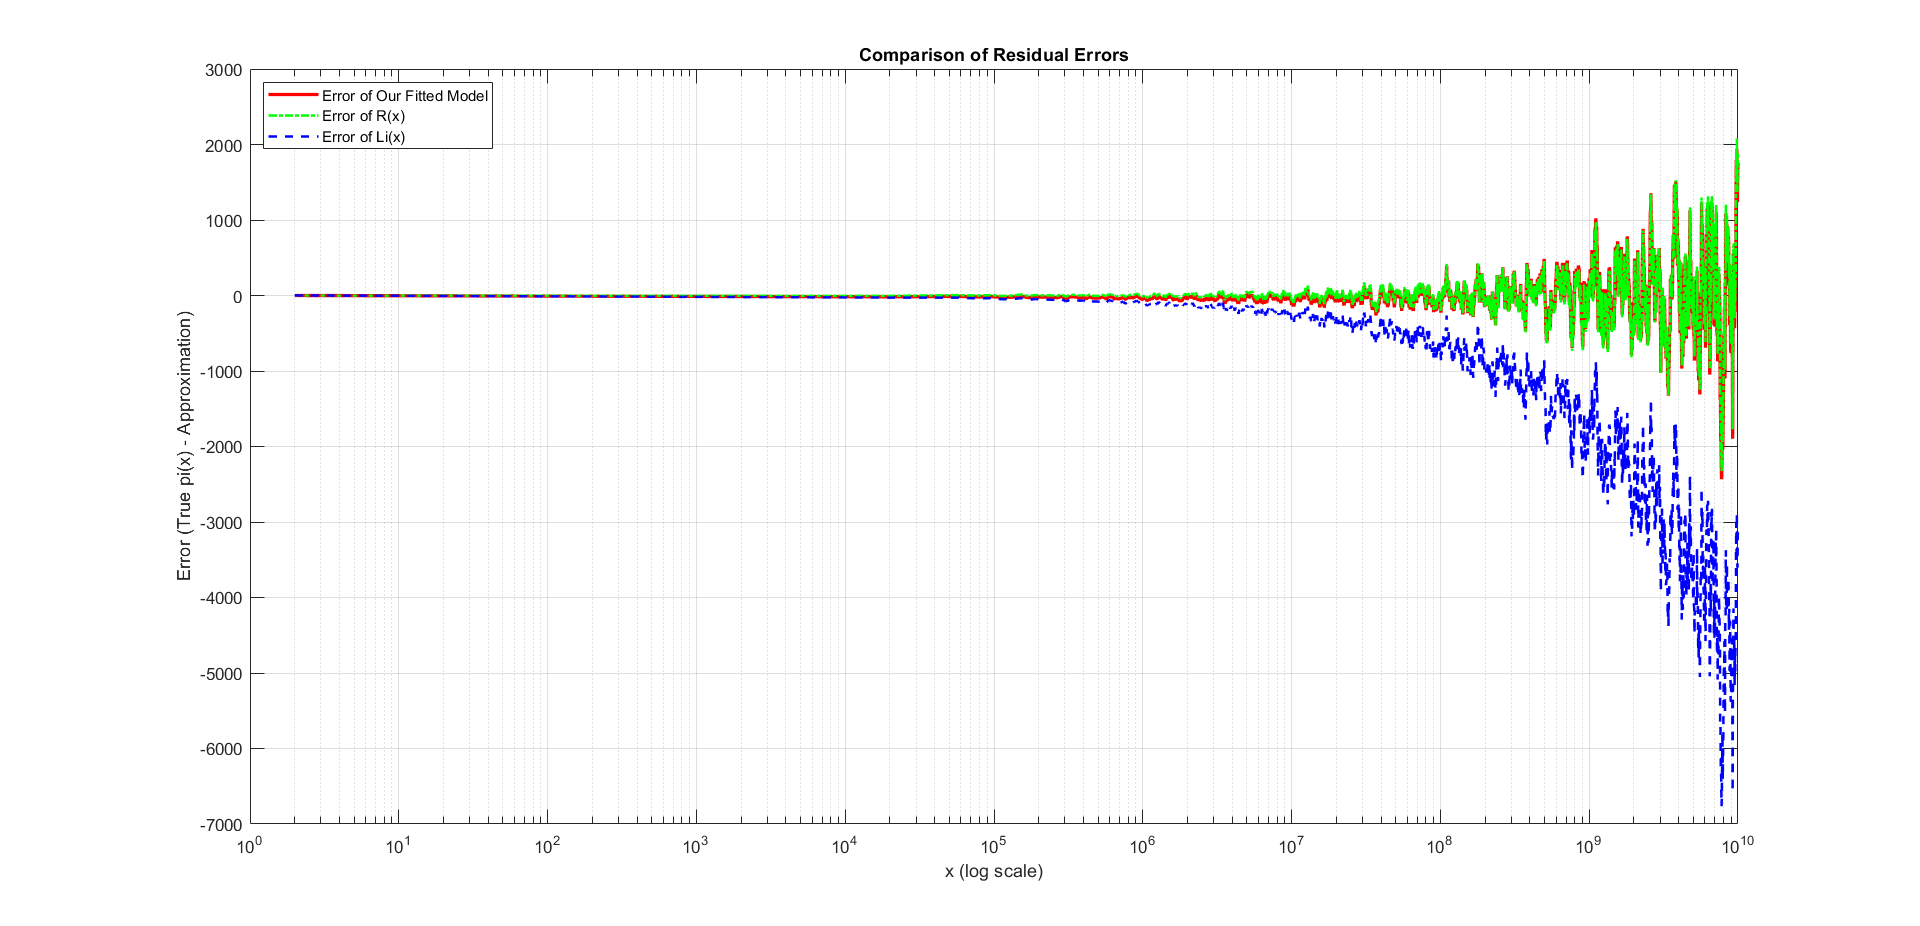 Comparison of Residual Errors
Error of Our Fitted Model
Error of R(x)
Error of Li(x)
3000
2000
1000
0
-1000
-2000
-3000
-4000
-5000
-6000
-7000
Error (True pi(x) - Approximation)
10^0 10^1 10^2 10^3 10^4 10^5 10^6 10^7 10^8 10^9 10^10
x (log scale)